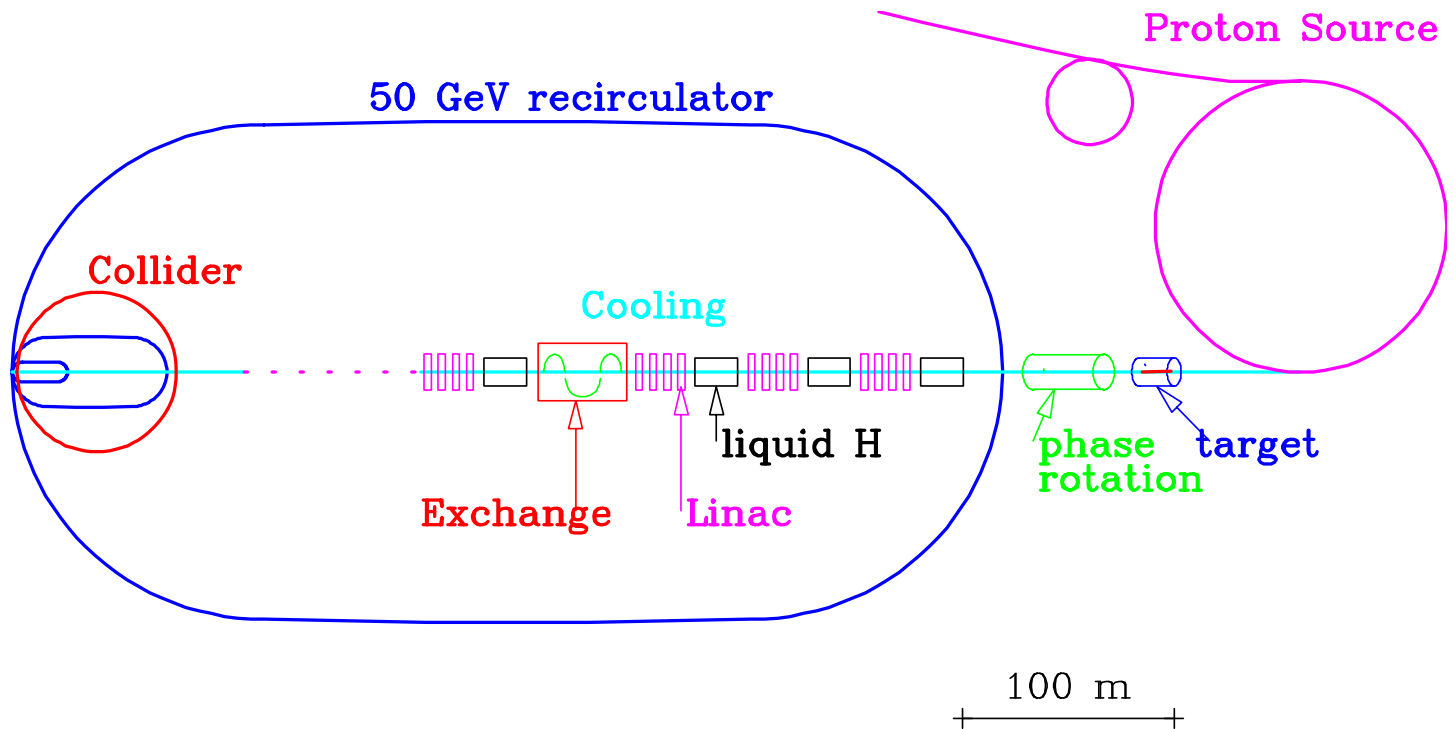 Proton Source
50 GeV recirculator
Collider
Cooling
liquid H
phase
rotation
target
Exchange
Linac
100 m